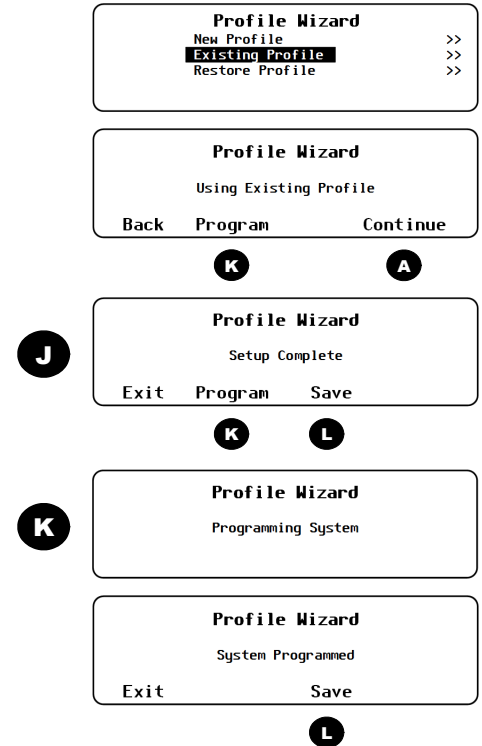 Profile Wizard
New Profile >>
Existing Profile >>
Restore Profile >>
Profile Wizard
Using Existing Profile
Back Program Continue
K A
Profile Wizard
J
Setup Complete
Exit Program Save
K L
Profile Wizard
K
Programming System
Profile Wizard
System Programmed
Exit Save
L